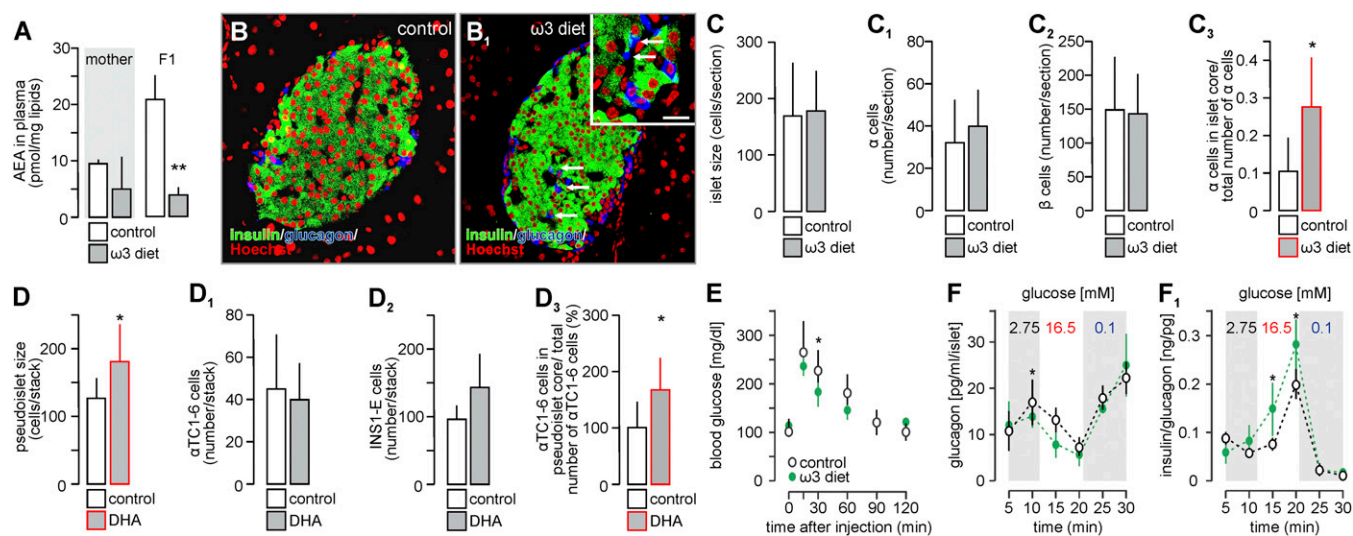 A
AEA in plasma
(pmol/mg lipids)
30
20
10
5
0
mother
F1
**
control
ω3 diet
B
control
insulin/glucagon/
Hoechst
B1
ω3 diet
insulin/glucagon/
Hoechst
C
islet size (cells/section)
300
200
100
0
control
ω3 diet
C1
α cells
(number/section)
80
60
40
20
0
control
ω3 diet
C2
β cells (number/section)
250
200
150
100
50
0
control
ω3 diet
C3
α cells in islet core/
total number of α cells
0.4
0.3
0.2
0.1
0
*
control
ω3 diet
D
pseudoislet size
(cells/stack)
200
100
0
*
control
DHA
D1
αTC1-6 cells
(number/stack)
80
60
40
20
0
control
DHA
D2
INS1-E cells
(number/stack)
300
200
100
0
control
DHA
D3
αTC1-6 cells in
pseudoislet core/ total
number of αTC1-6 cells (%)
300
200
100
0
*
control
DHA
E
blood glucose [mg/dl]
300
200
100
0
*
control
ω3 diet
0 30 60 90 120
time after injection (min)
F
glucose [mM]
2.75 16.5 0.1
glucagon [pg/ml/islet]
40
30
20
10
0
*
5 10 15 20 25 30
time (min)
F1
glucose [mM]
2.75 16.5 0.1
insulin/glucagon [ng/pg]
0.4
0.3
0.2
0.1
0
*
*
5 10 15 20 25 30
time (min)